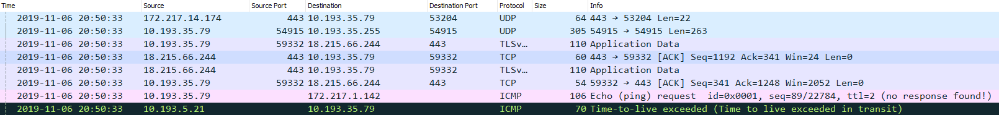 Time Source Source Port Destination Destination Port Protocol Size Info
2019-11-06 20:50:33 172.217.14.174 443 10.193.35.79 53204 UDP 64 443 → 53204 Len=22
2019-11-06 20:50:33 10.193.35.79 54915 10.193.35.255 54915 UDP 305 54915 → 54915 Len=263
2019-11-06 20:50:33 10.193.35.79 59332 18.215.66.244 443 TLSv… 110 Application Data
2019-11-06 20:50:33 18.215.66.244 443 10.193.35.79 59332 TCP 60 443 → 59332 [ACK] Seq=1192 Ack=341 Win=24 Len=0
2019-11-06 20:50:33 18.215.66.244 443 10.193.35.79 59332 TLSv… 110 Application Data
2019-11-06 20:50:33 10.193.35.79 59332 18.215.66.244 443 TCP 54 59332 → 443 [ACK] Seq=341 Ack=1248 Win=2052 Len=0
2019-11-06 20:50:33 10.193.35.79 172.217.1.142 ICMP 106 Echo (ping) request id=0x0001, seq=89/22784, ttl=2 (no response found!)
2019-11-06 20:50:33 10.193.5.21 10.193.35.79 ICMP 70 Time-to-live exceeded (Time to live exceeded in transit)